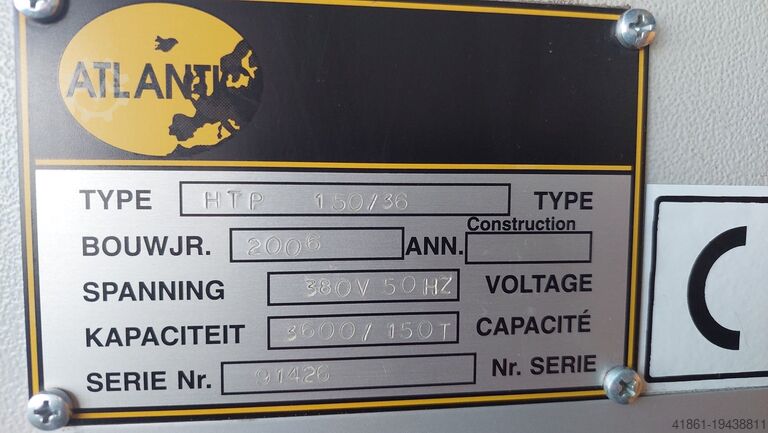 ATLANTI
TYPE HTP 150/36 TYPE
Construction
BOUWJR. 2006 ANN.
SPANNING 380V 50HZ VOLTAGE
KAPACITEIT 3600/150T CAPACITÉ
SERIE Nr. 91426 Nr. SERIE
C
41861-19438811